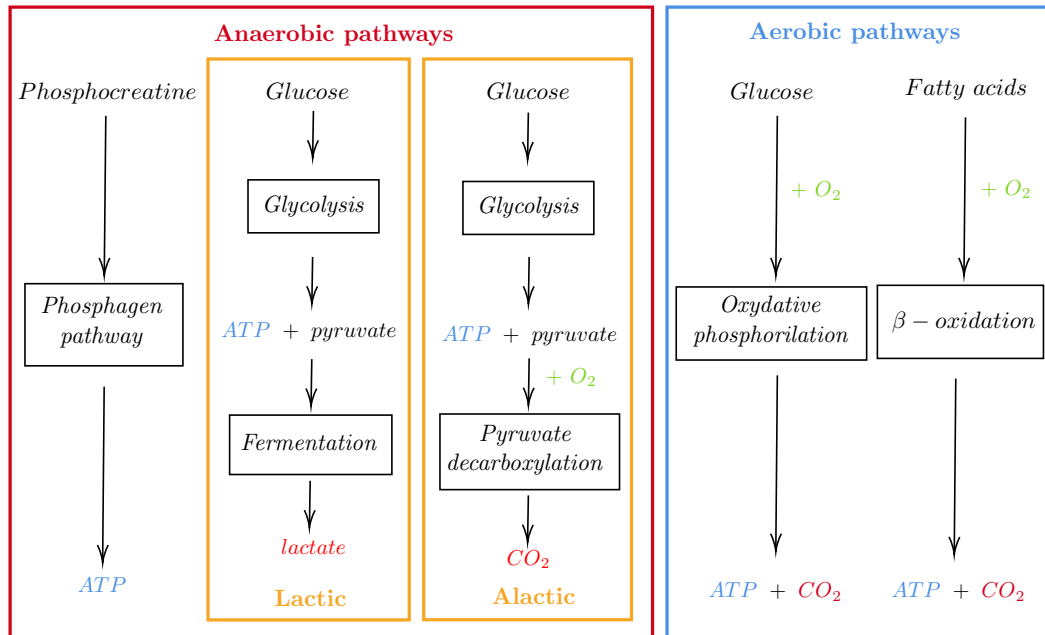 Anaerobic pathways
Phosphocreatine
Phosphagen
pathway
ATP
Glucose
Glycolysis
ATP + pyruvate
Fermentation
lactate
Lactic
Glucose
Glycolysis
ATP + pyruvate
+ O₂
Pyruvate
decarboxylation
CO₂
Alactic
Aerobic pathways
Glucose
+ O₂
Oxydative
phosphorilation
ATP + CO₂
Fatty acids
+ O₂
β − oxidation
ATP + CO₂